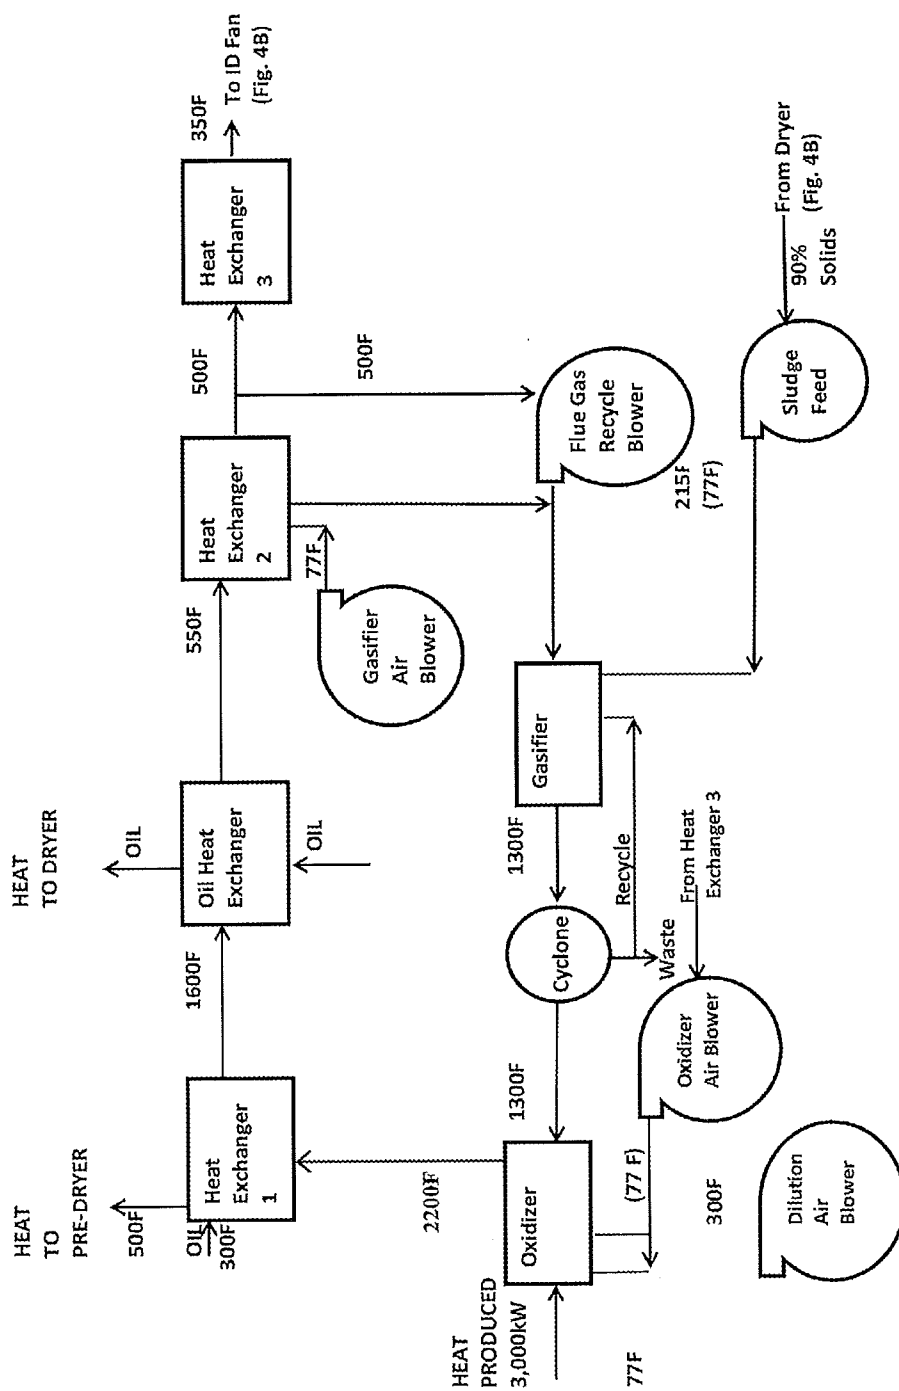 HEAT
TO
PRE-DRYER
500F
OIL
300F
Heat
Exchanger
1
1600F
HEAT
TO DRYER
OIL
Oil Heat
Exchanger
OIL
550F
Heat
Exchanger
2
77F
Gasifier
Air
Blower
500F
500F
Heat
Exchanger
3
350F
To ID Fan
(Fig. 4B)
2200F
HEAT
PRODUCED
3,000kW
77F
Oxidizer
1300F
Cyclone
1300F
Gasifier
Recycle
Waste
From Heat
Exchanger 3
Oxidizer
Air Blower
(77 F)
300F
Dilution
Air
Blower
Flue Gas
Recycle
Blower
215F
(77F)
Sludge
Feed
90%
Solids
From Dryer
(Fig. 4B)